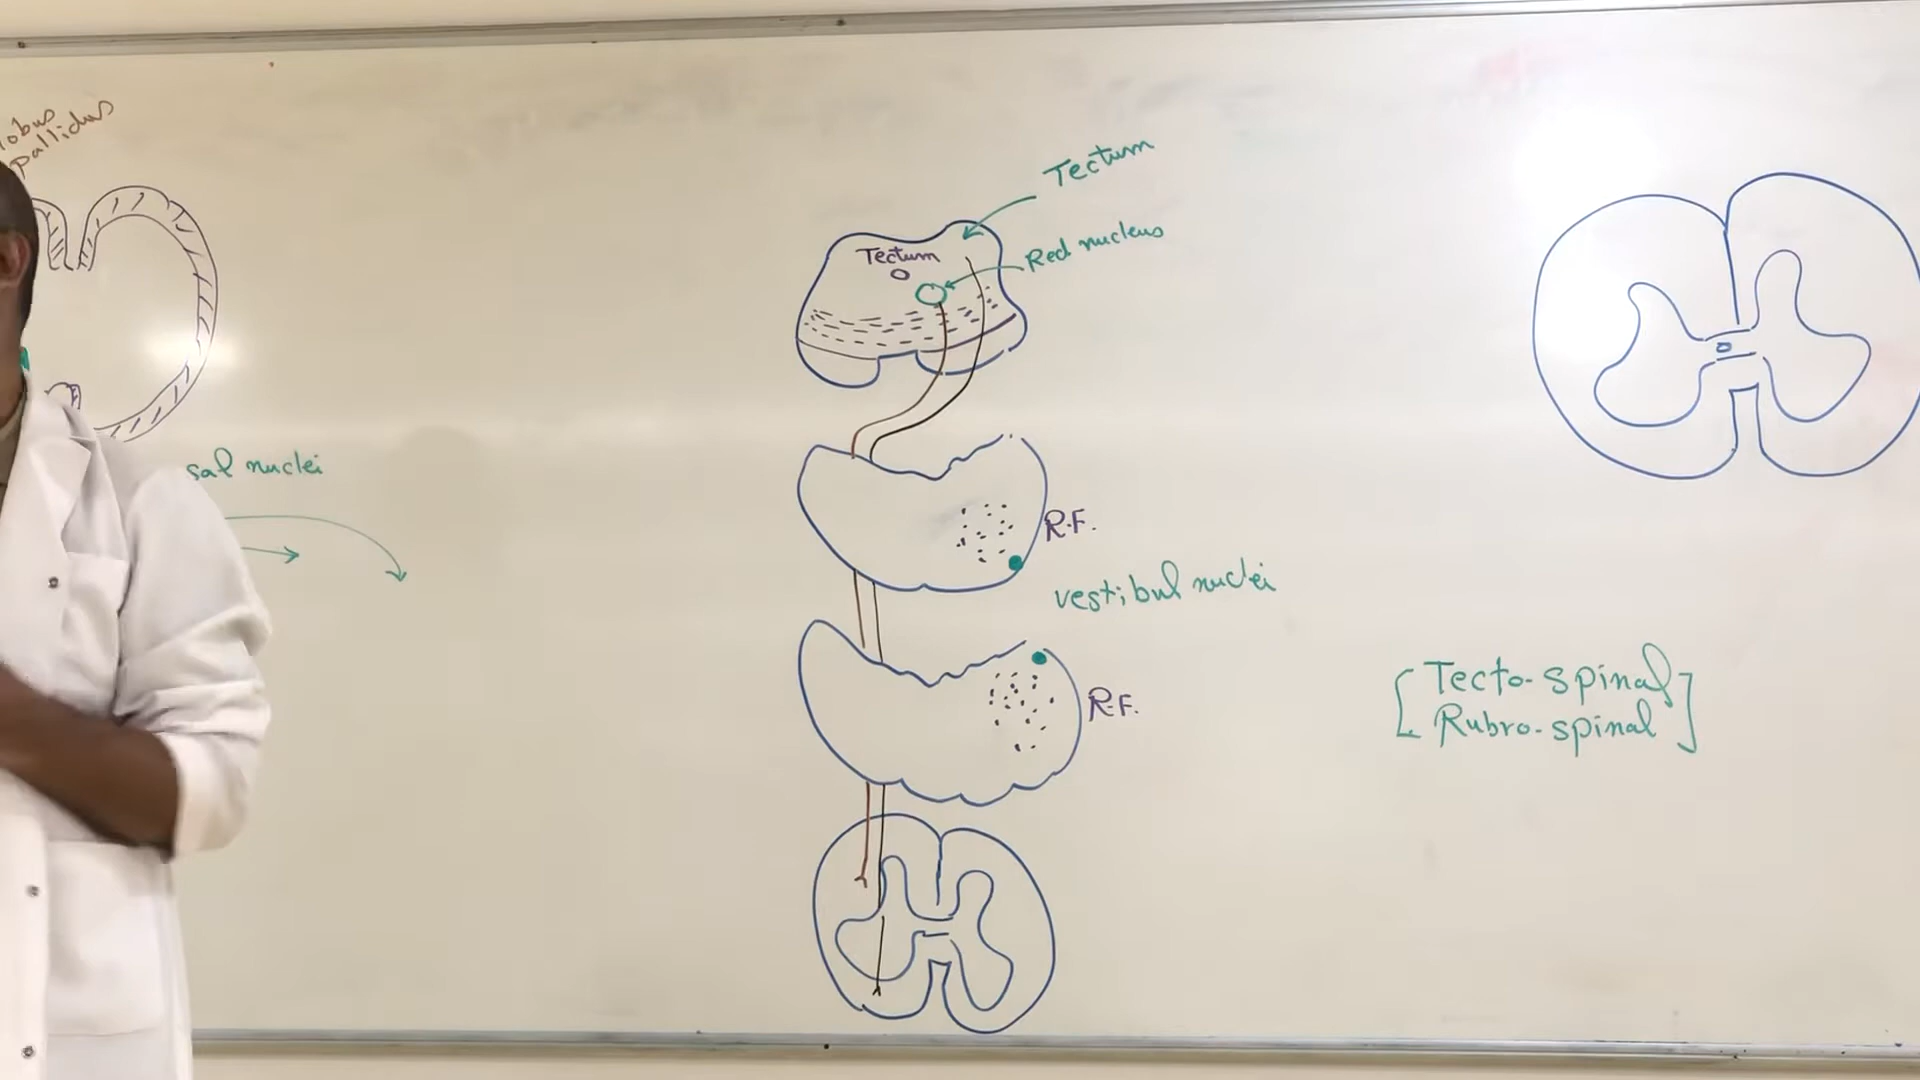 pallidus
Tectum
Tectum
Red nucleus
sal nuclei
R.F.
vestibul nuclei
R.F.
Tecto-spinal
Rubro-spinal